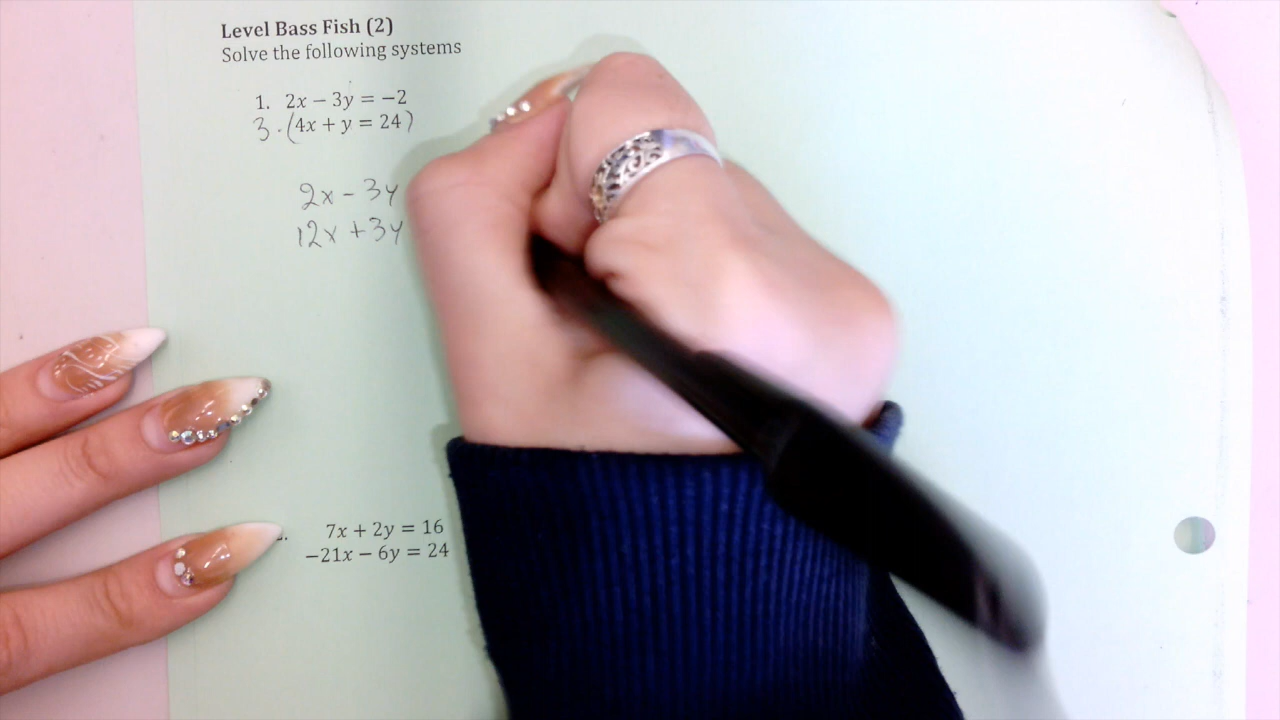 Level Bass Fish (2)
Solve the following systems
1. 2x − 3y = −2
3·(4x + y = 24)
2x − 3y
12x + 3y
7x + 2y = 16
−21x − 6y = 24